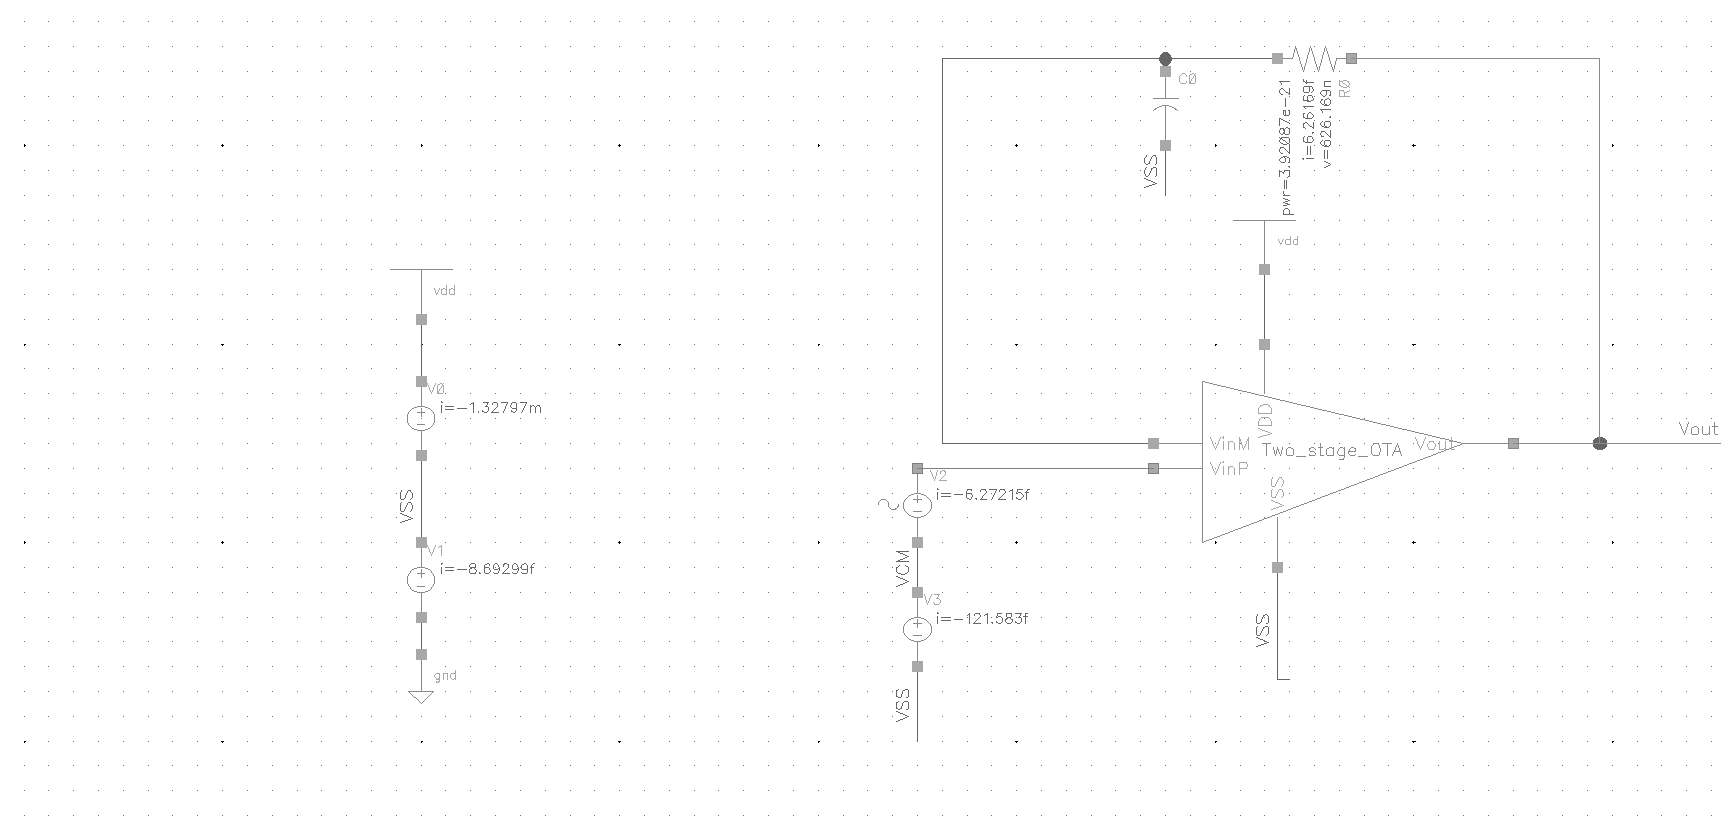 C0
R0
pwr=3.92087e-21
i=6.26169f
v=626.169n
VSS
vdd
vdd
V0
i=-1.32797m
VSS
V1
i=-8.69299f
gnd
VDD
VinM
Two_stage_OTA
Vout
Vout
VinP
VSS
V2
i=-6.27215f
VCM
V3
i=-121.583f
VSS
VSS